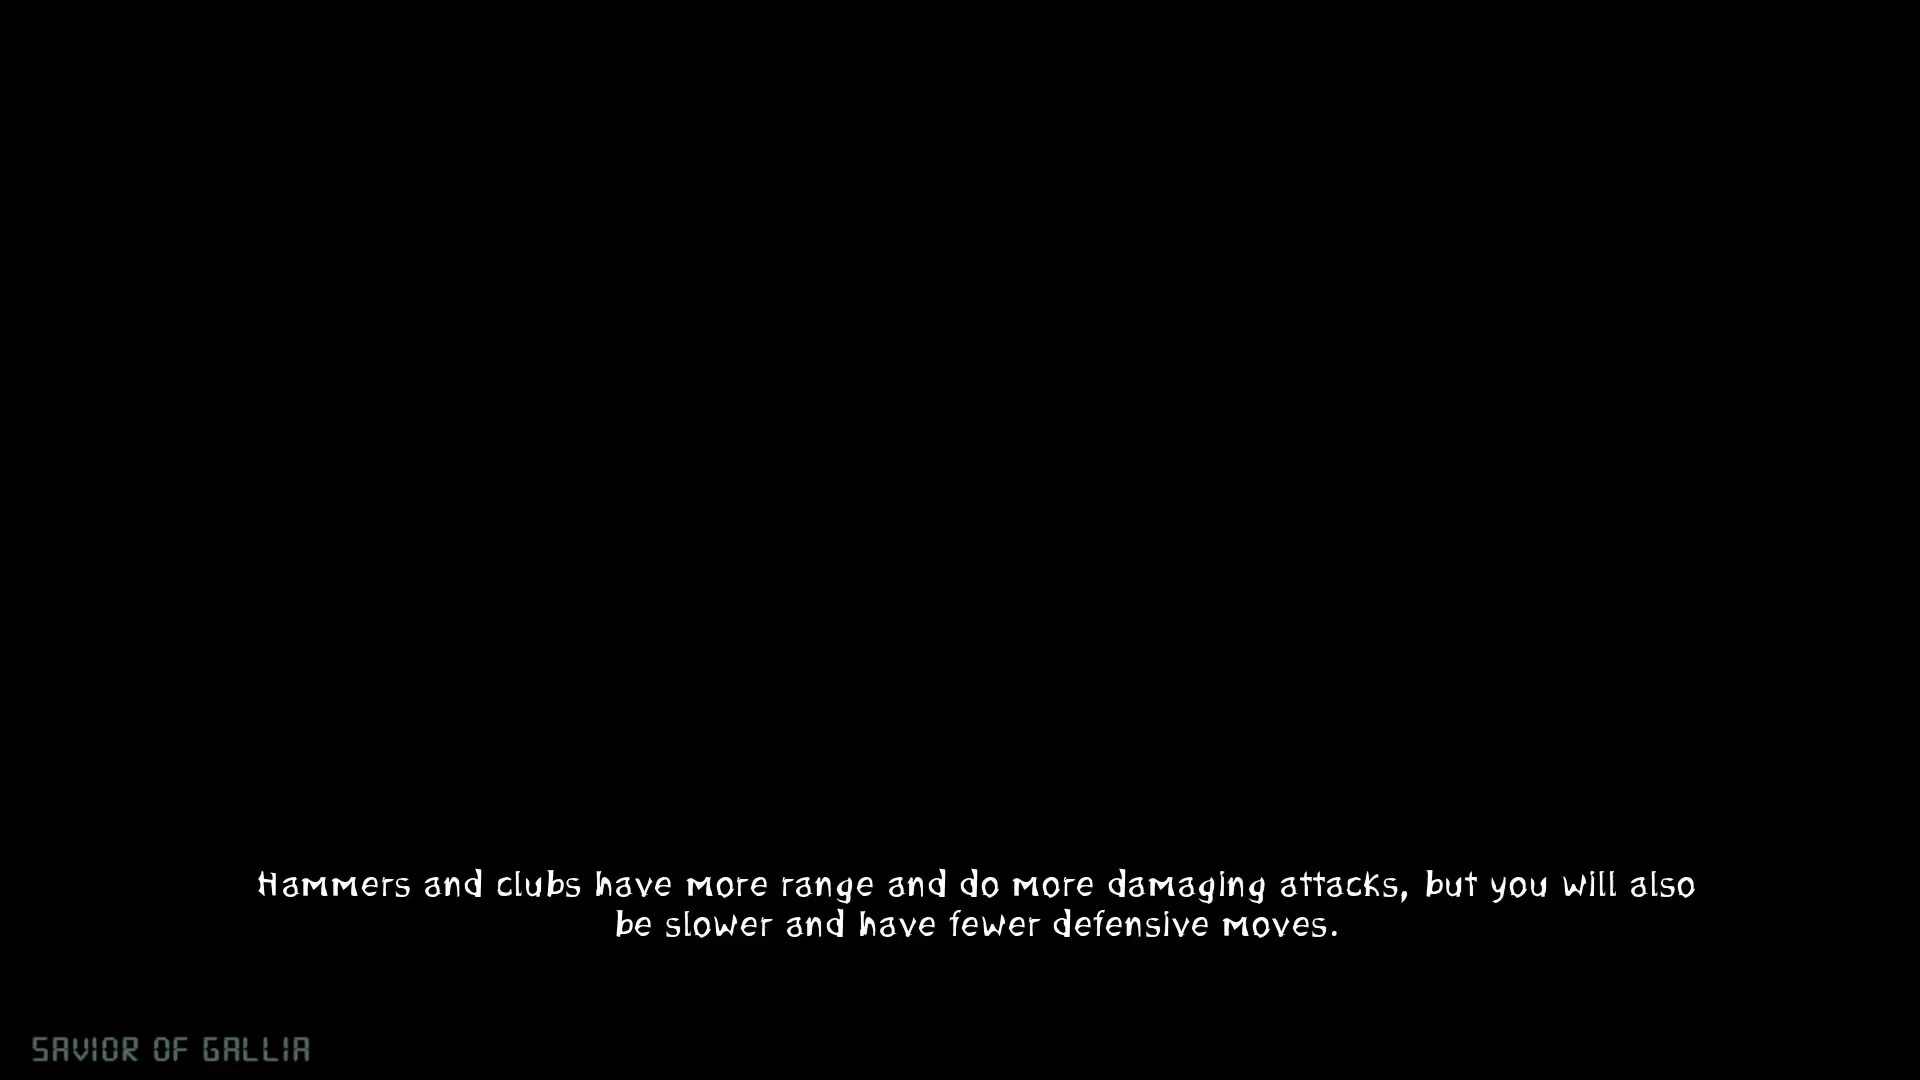 Hammers and clubs have more range and do more damaging attacks, but you will also
be slower and have fewer defensive moves.
SAVIOR OF GALLIA